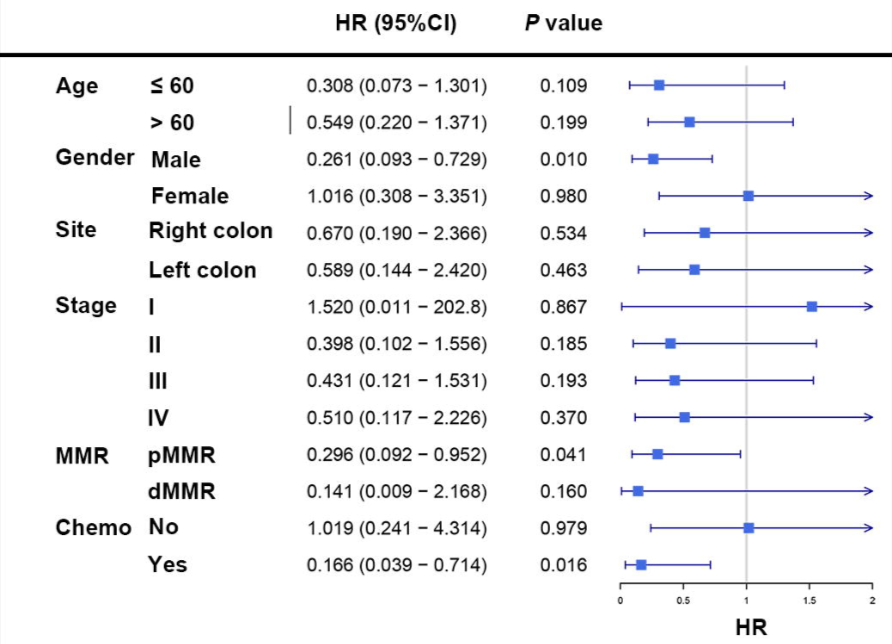 HR (95%CI) P value
Age ≤ 60 0.308 (0.073 − 1.301) 0.109
> 60 0.549 (0.220 − 1.371) 0.199
Gender Male 0.261 (0.093 − 0.729) 0.010
Female 1.016 (0.308 − 3.351) 0.980
Site Right colon 0.670 (0.190 − 2.366) 0.534
Left colon 0.589 (0.144 − 2.420) 0.463
Stage I 1.520 (0.011 − 202.8) 0.867
II 0.398 (0.102 − 1.556) 0.185
III 0.431 (0.121 − 1.531) 0.193
IV 0.510 (0.117 − 2.226) 0.370
MMR pMMR 0.296 (0.092 − 0.952) 0.041
dMMR 0.141 (0.009 − 2.168) 0.160
Chemo No 1.019 (0.241 − 4.314) 0.979
Yes 0.166 (0.039 − 0.714) 0.016
0 0.5 1 1.5 2
HR